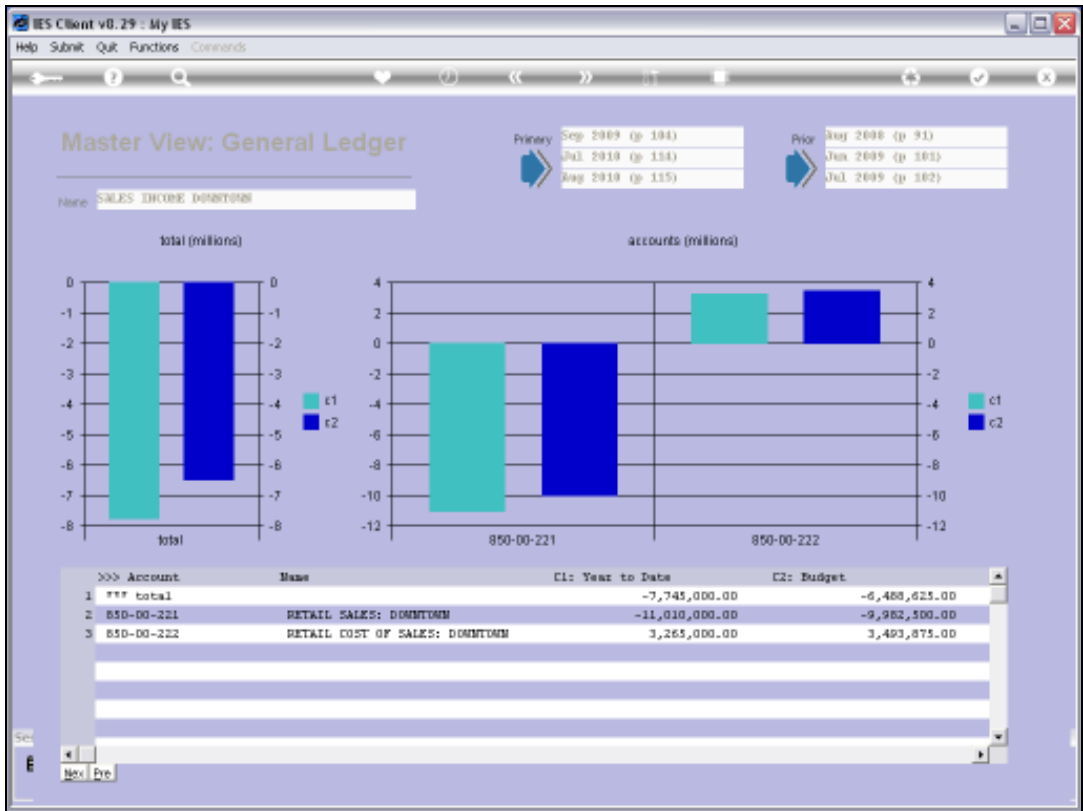 IES Client v8.29 : My IES
Help Submit Quit Functions Commands
Master View: General Ledger
Primary
Sep 2009 (p 104)
Jul 2010 (p 114)
Aug 2010 (p 115)
Prior
Aug 2008 (p 91)
Jun 2009 (p 101)
Jul 2009 (p 102)
Name SALES INCOME DOWNTOWN
total (millions)
accounts (millions)
0 0
-1 -1
-2 -2
-3 -3
-4 -4
-5 -5
-6 -6
-7 -7
-8 -8
total
c1
c2
4 4
2 2
0 0
-2 -2
-4 -4
-6 -6
-8 -8
-10 -10
-12 -12
850-00-221 850-00-222
c1
c2
>>> Account Name C1: Year to Date C2: Budget
1 *** total -7,745,000.00 -6,488,625.00
2 850-00-221 RETAIL SALES: DOWNTOWN -11,010,000.00 -9,982,500.00
3 850-00-222 RETAIL COST OF SALES: DOWNTOWN 3,265,000.00 3,493,875.00
Nex Pre